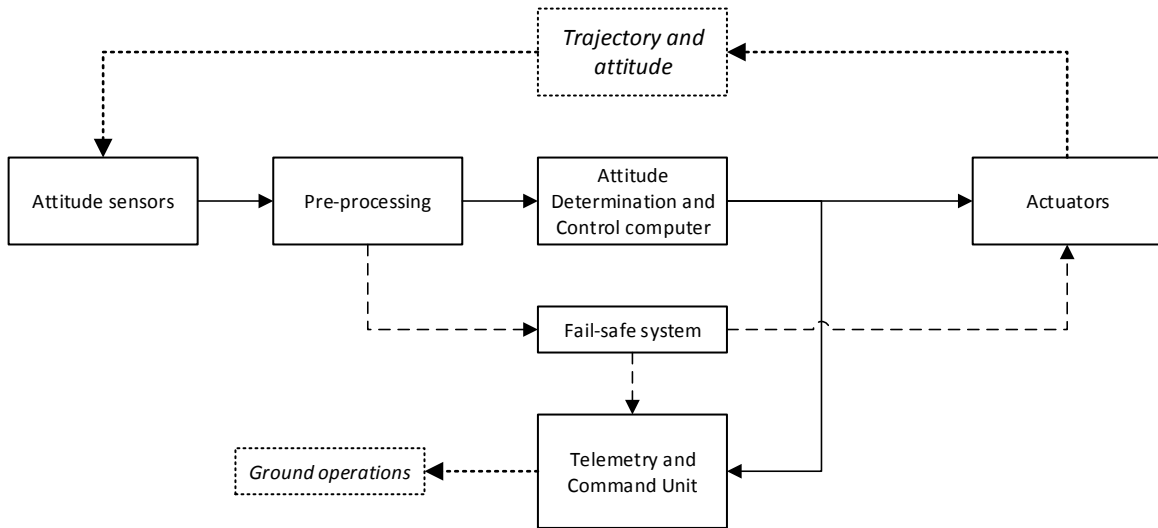 Trajectory and
attitude
Attitude sensors
Pre-processing
Attitude
Determination and
Control computer
Actuators
Fail-safe system
Telemetry and
Command Unit
Ground operations